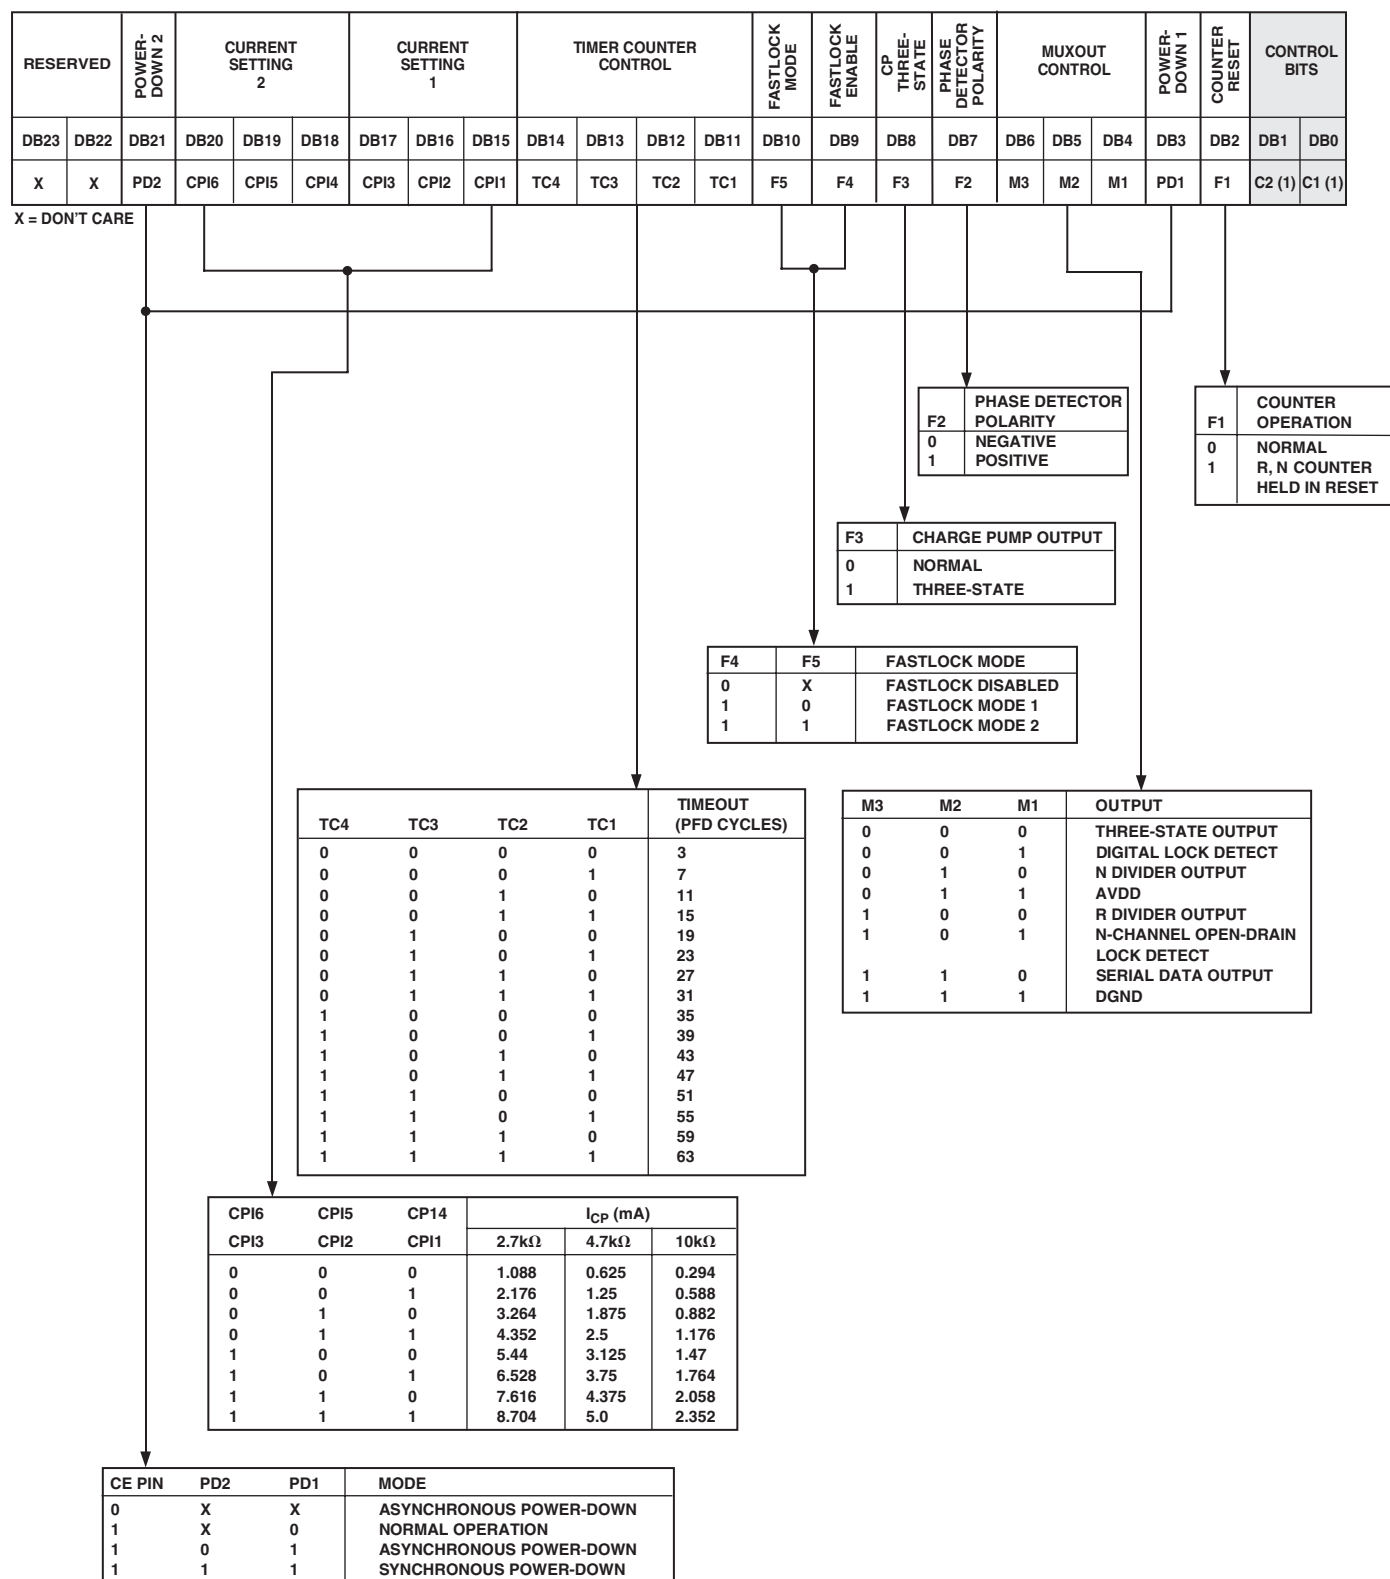 RESERVED
POWER-
DOWN 2
CURRENT
SETTING
2
CURRENT
SETTING
1
TIMER COUNTER
CONTROL
FASTLOCK
MODE
FASTLOCK
ENABLE
CP
THREE-
STATE
PHASE
DETECTOR
POLARITY
MUXOUT
CONTROL
POWER-
DOWN 1
COUNTER
RESET
CONTROL
BITS
DB23 DB22 DB21 DB20 DB19 DB18 DB17 DB16 DB15 DB14 DB13 DB12 DB11 DB10 DB9 DB8 DB7 DB6 DB5 DB4 DB3 DB2 DB1 DB0
X X PD2 CPI6 CPI5 CPI4 CPI3 CPI2 CPI1 TC4 TC3 TC2 TC1 F5 F4 F3 F2 M3 M2 M1 PD1 F1 C2 (1) C1 (1)
X = DON'T CARE
PHASE DETECTOR
F2 POLARITY
0 NEGATIVE
1 POSITIVE
COUNTER
F1 OPERATION
0 NORMAL
1 R, N COUNTER
HELD IN RESET
F3 CHARGE PUMP OUTPUT
0 NORMAL
1 THREE-STATE
F4 F5 FASTLOCK MODE
0 X FASTLOCK DISABLED
1 0 FASTLOCK MODE 1
1 1 FASTLOCK MODE 2
TIMEOUT
TC4 TC3 TC2 TC1 (PFD CYCLES)
0 0 0 0 3
0 0 0 1 7
0 0 1 0 11
0 0 1 1 15
0 1 0 0 19
0 1 0 1 23
0 1 1 0 27
0 1 1 1 31
1 0 0 0 35
1 0 0 1 39
1 0 1 0 43
1 0 1 1 47
1 1 0 0 51
1 1 0 1 55
1 1 1 0 59
1 1 1 1 63
M3 M2 M1 OUTPUT
0 0 0 THREE-STATE OUTPUT
0 0 1 DIGITAL LOCK DETECT
0 1 0 N DIVIDER OUTPUT
0 1 1 AVDD
1 0 0 R DIVIDER OUTPUT
1 0 1 N-CHANNEL OPEN-DRAIN
LOCK DETECT
1 1 0 SERIAL DATA OUTPUT
1 1 1 DGND
CPI6 CPI5 CP14 ICP (mA)
CPI3 CPI2 CPI1 2.7kΩ 4.7kΩ 10kΩ
0 0 0 1.088 0.625 0.294
0 0 1 2.176 1.25 0.588
0 1 0 3.264 1.875 0.882
0 1 1 4.352 2.5 1.176
1 0 0 5.44 3.125 1.47
1 0 1 6.528 3.75 1.764
1 1 0 7.616 4.375 2.058
1 1 1 8.704 5.0 2.352
CE PIN PD2 PD1 MODE
0 X X ASYNCHRONOUS POWER-DOWN
1 X 0 NORMAL OPERATION
1 0 1 ASYNCHRONOUS POWER-DOWN
1 1 1 SYNCHRONOUS POWER-DOWN